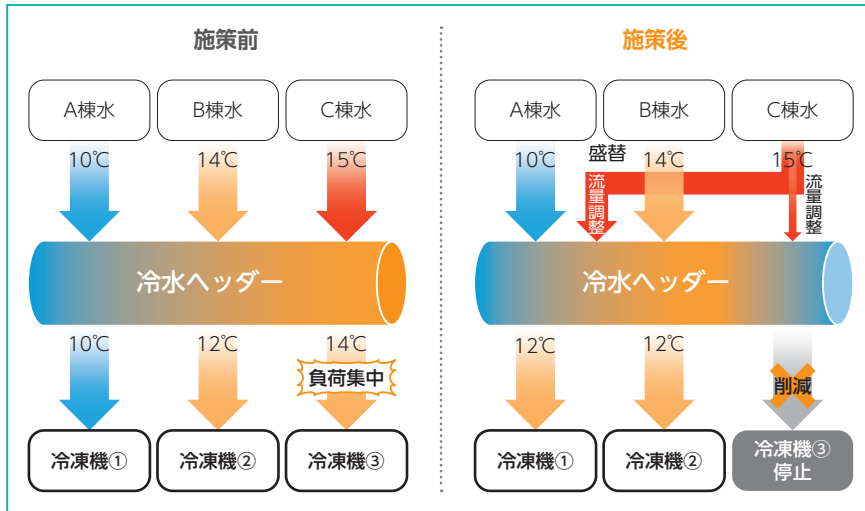 施策前
A棟水
B棟水
C棟水
10℃
14℃
15℃
冷水ヘッダー
10℃
12℃
14℃
負荷集中
冷凍機①
冷凍機②
冷凍機③
施策後
A棟水
B棟水
C棟水
10℃
盛替
14℃
15℃
流量調整
流量調整
冷水ヘッダー
12℃
12℃
削減
冷凍機①
冷凍機②
冷凍機③
停止